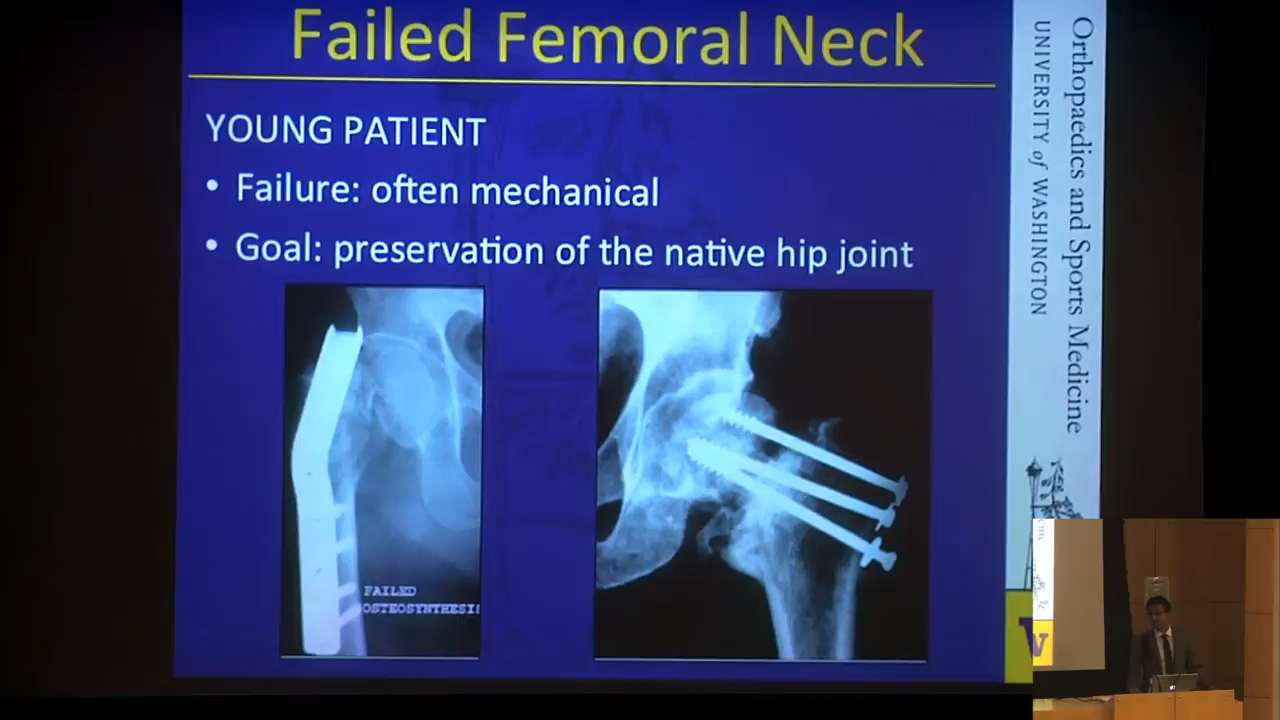 Failed Femoral Neck
YOUNG PATIENT
• Failure: often mechanical
• Goal: preservation of the native hip joint
FAILED
OSTEOSYNTHESIS
Orthopaedics and Sports Medicine
UNIVERSITY of WASHINGTON
W